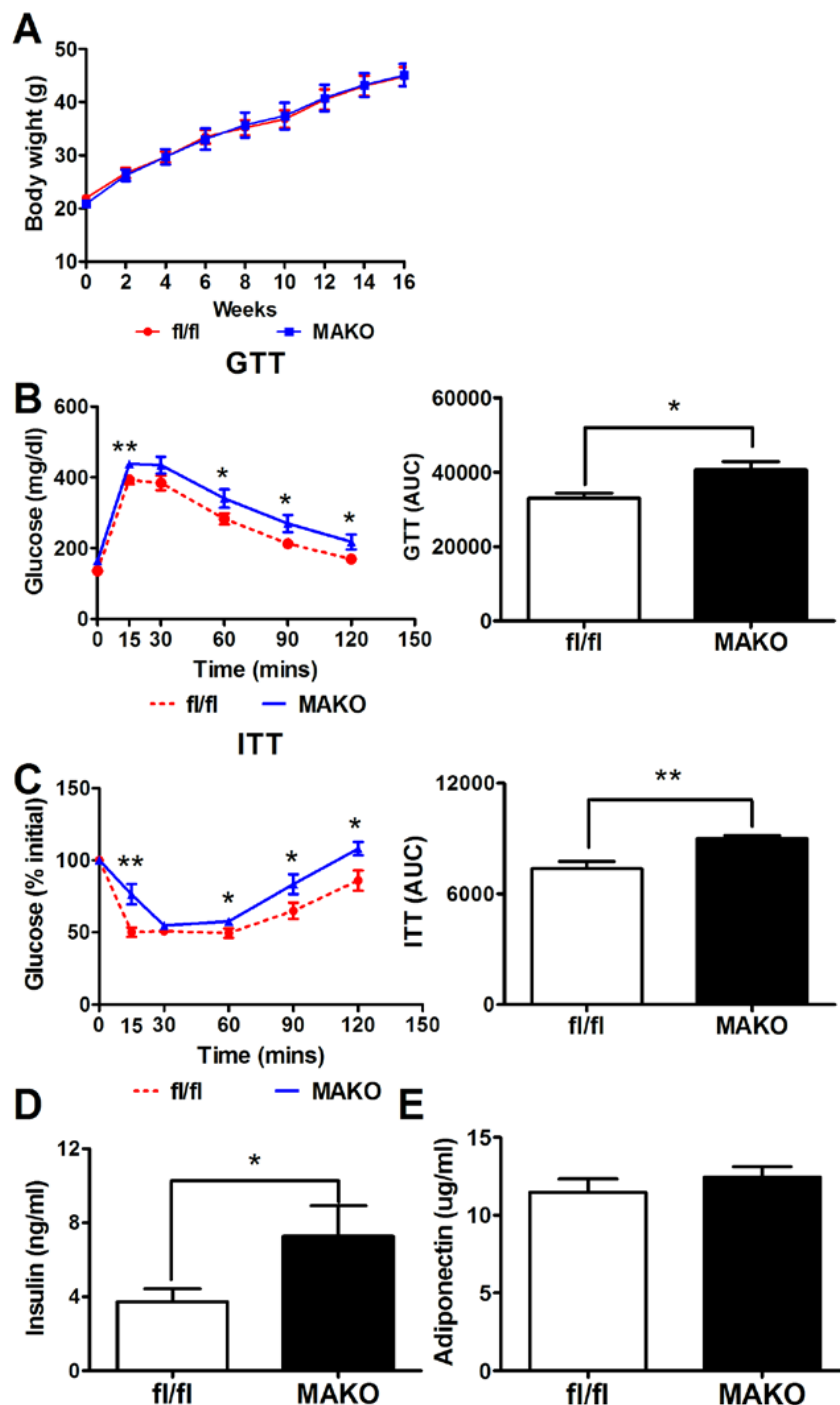 A
50
40
30
20
10
Body wight (g)
0 2 4 6 8 10 12 14 16
Weeks
fl/fl MAKO
GTT
B
600
400
200
0
Glucose (mg/dl)
** * * *
0 15 30 60 90 120 150
Time (mins)
fl/fl MAKO
60000
40000
20000
0
GTT (AUC)
*
fl/fl MAKO
ITT
C
150
100
50
0
Glucose (% initial)
** * * *
0 15 30 60 90 120 150
Time (mins)
fl/fl MAKO
12000
6000
0
ITT (AUC)
**
fl/fl MAKO
D
12
8
4
0
Insulin (ng/ml)
*
fl/fl MAKO
E
15
10
5
0
Adiponectin (ug/ml)
fl/fl MAKO